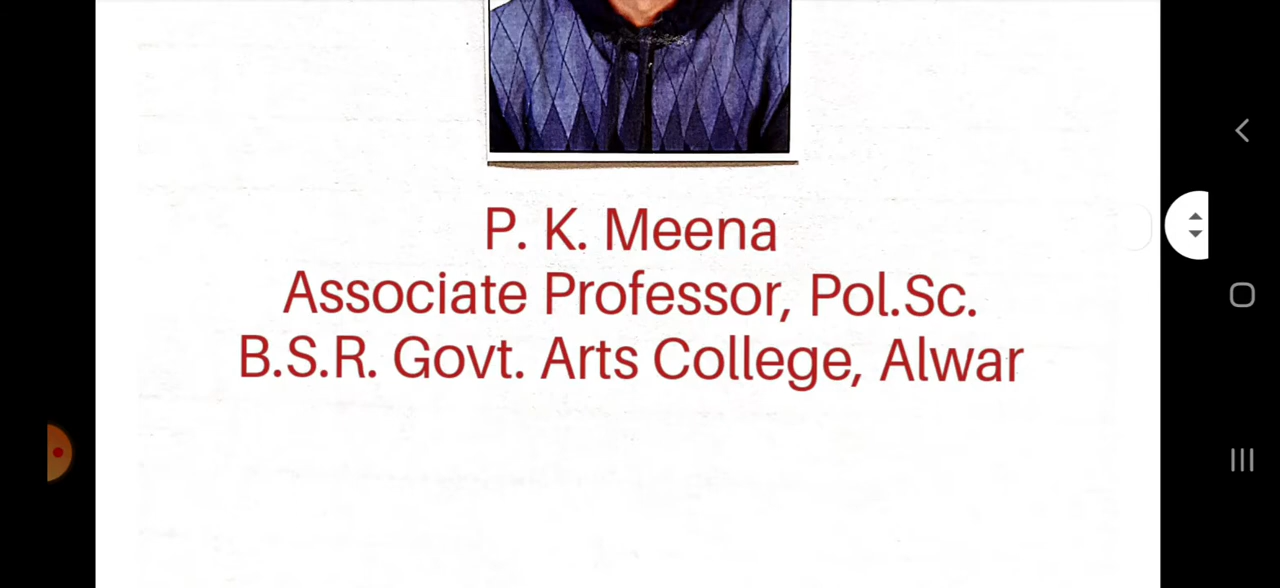 P. K. Meena
Associate Professor, Pol.Sc.
B.S.R. Govt. Arts College, Alwar